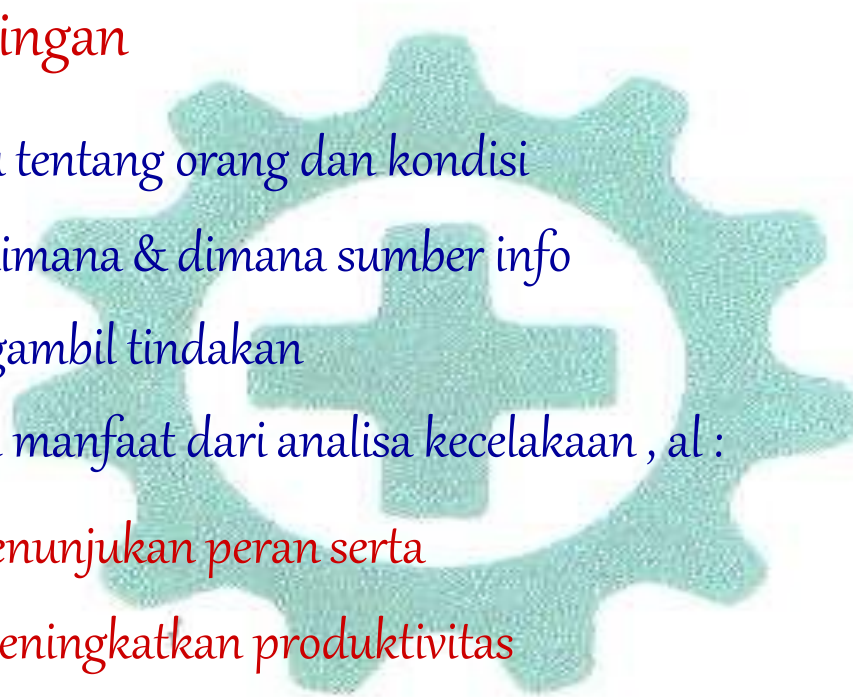 ingan
tentang orang dan kondisi
imana & dimana sumber info
gambil tindakan
manfaat dari analisa kecelakaan , al :
enunjukan peran serta
eningkatkan produktivitas